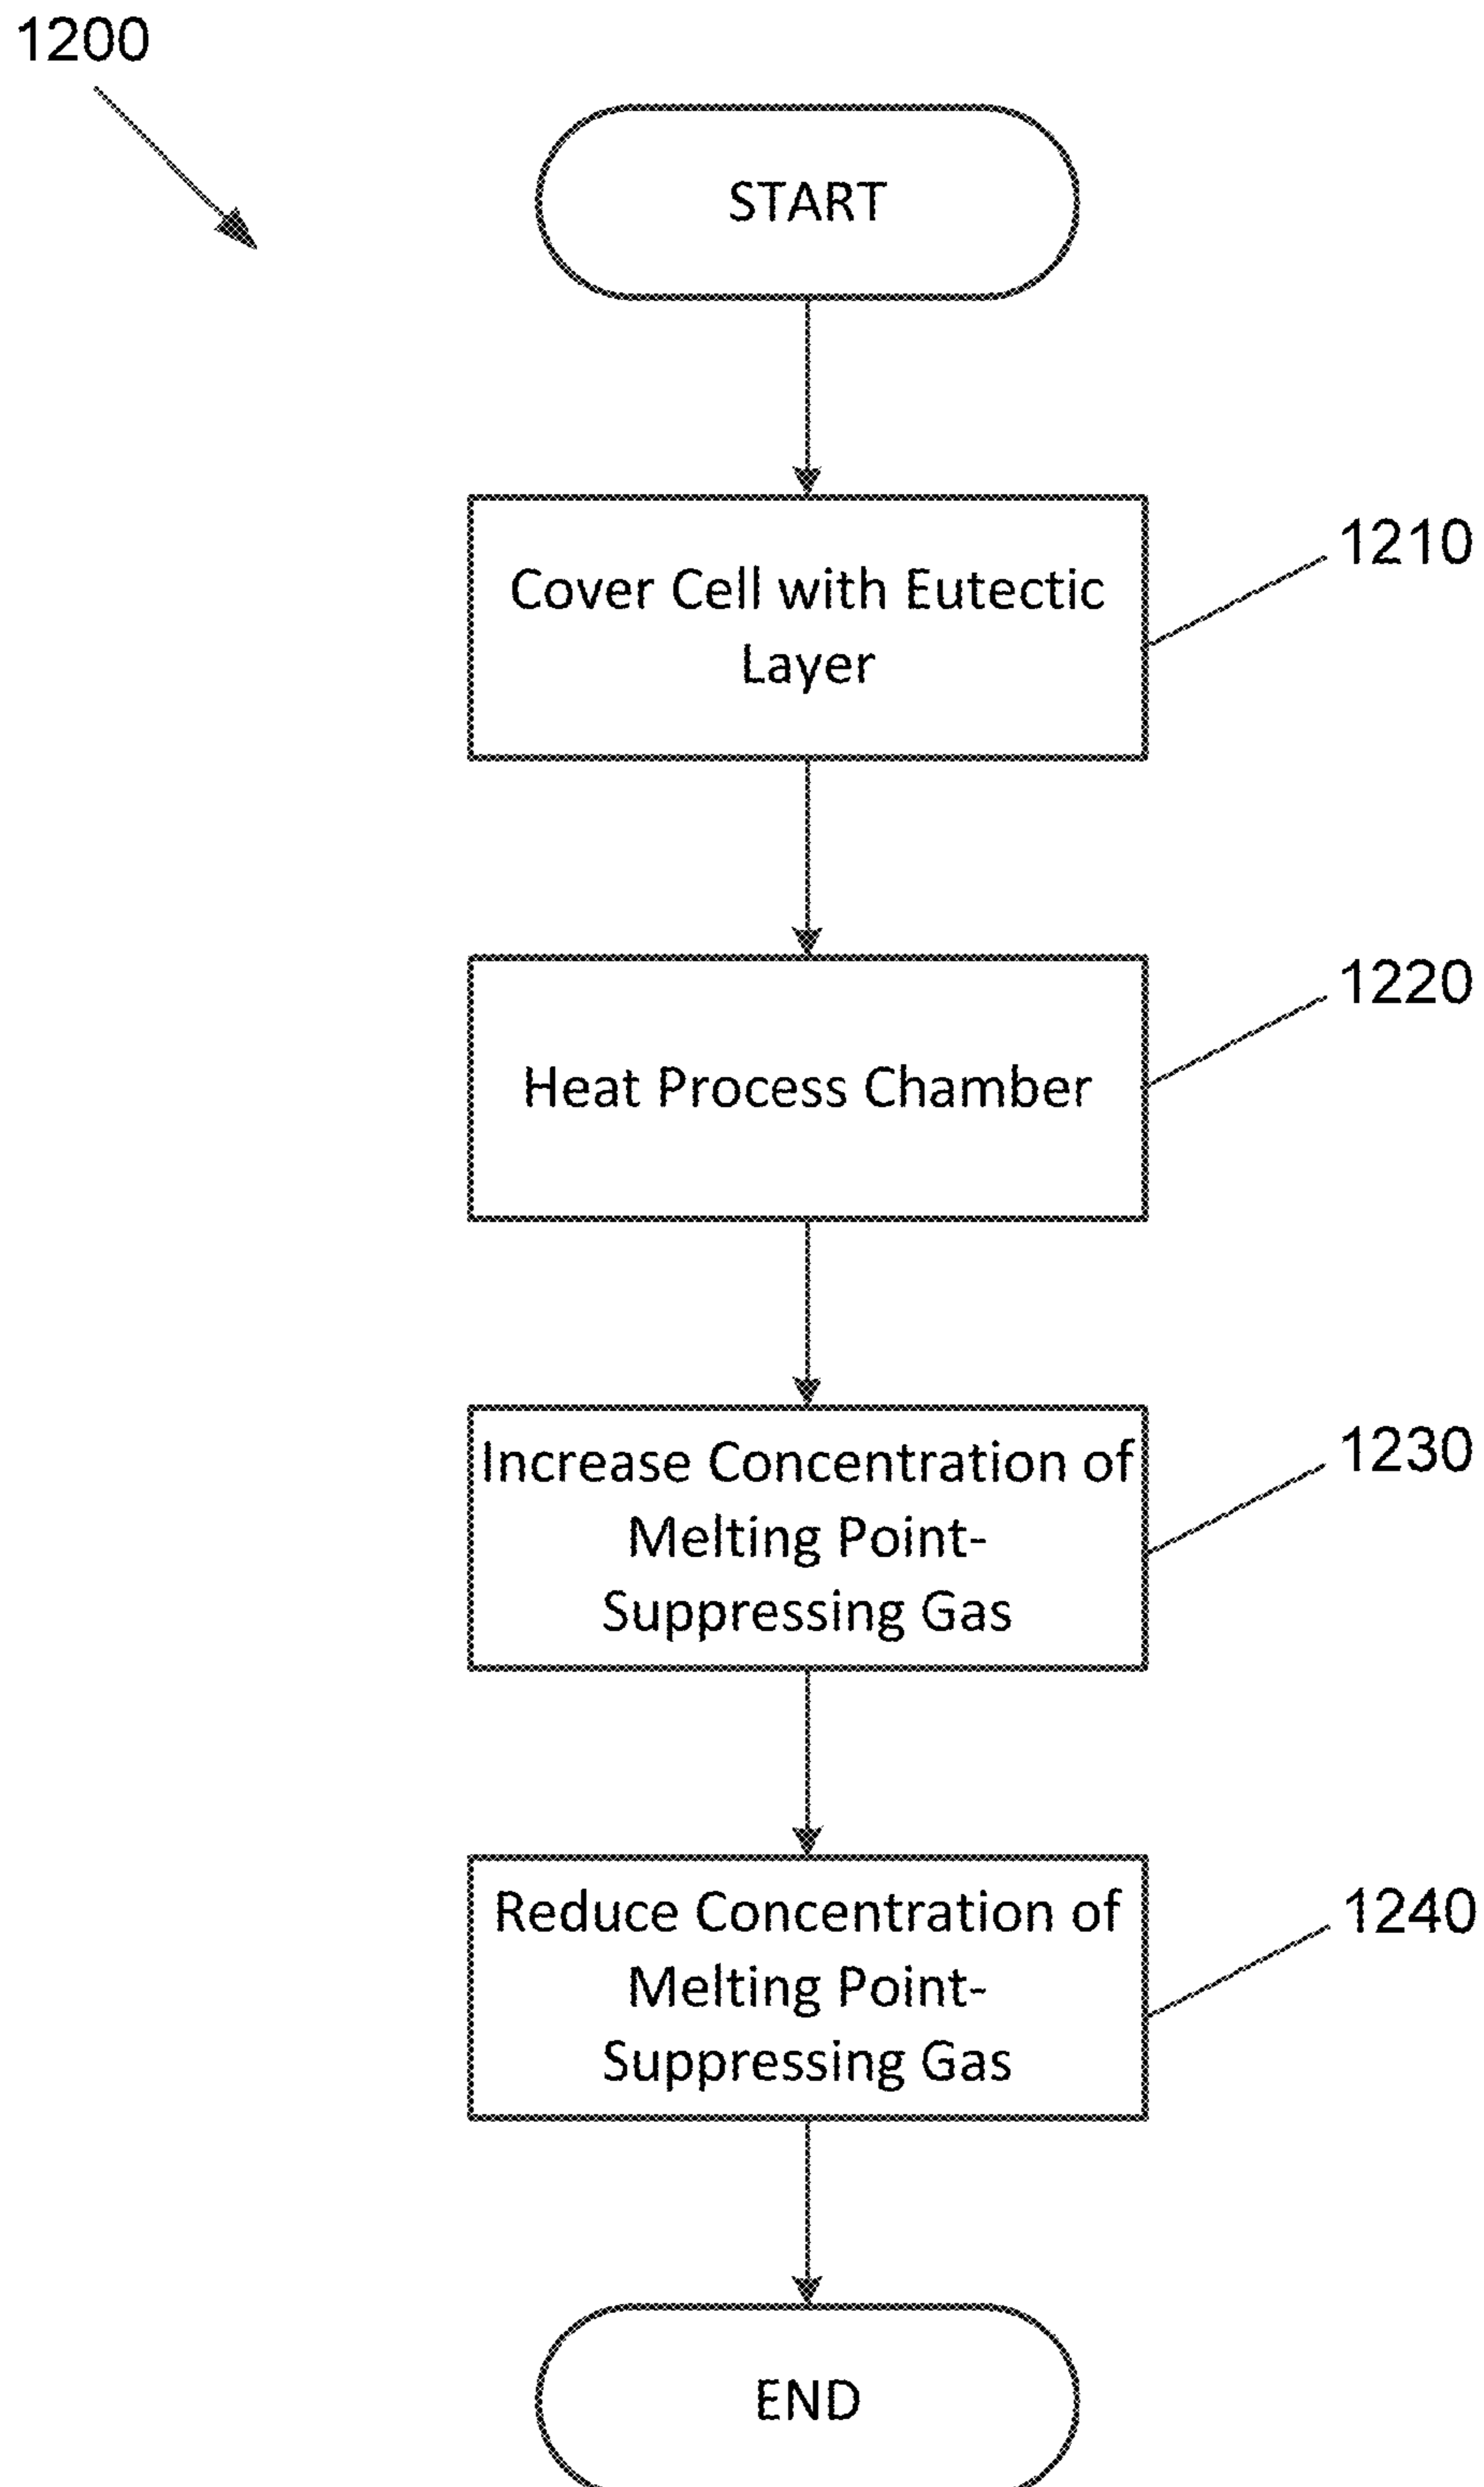 1200
START
Cover Cell with Eutectic
Layer
1210
Heat Process Chamber
1220
Increase Concentration of
Melting Point-
Suppressing Gas
1230
Reduce Concentration of
Melting Point-
Suppressing Gas
1240
END